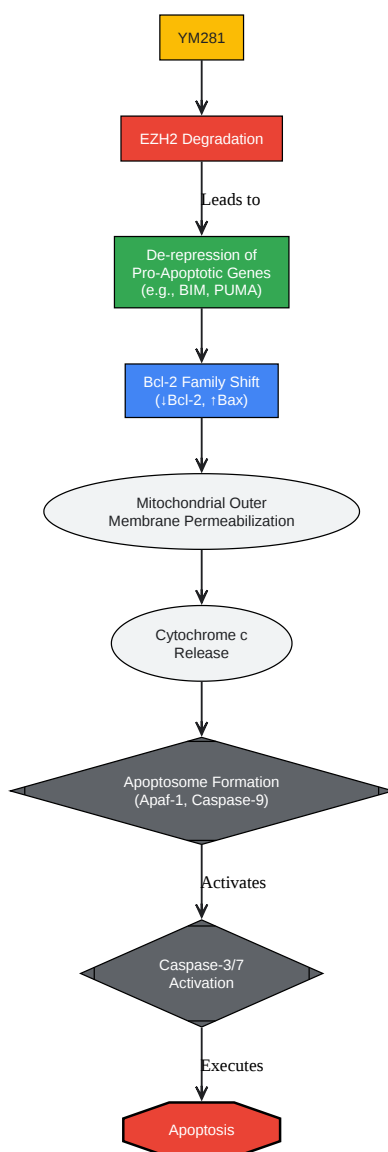 YM281
EZH2 Degradation
Leads to
De-repression of
Pro-Apoptotic Genes
(e.g., BIM, PUMA)
Bcl-2 Family Shift
(↓Bcl-2, ↑Bax)
Mitochondrial Outer
Membrane Permeabilization
Cytochrome c
Release
Apoptosome Formation
(Apaf-1, Caspase-9)
Activates
Caspase-3/7
Activation
Executes
Apoptosis